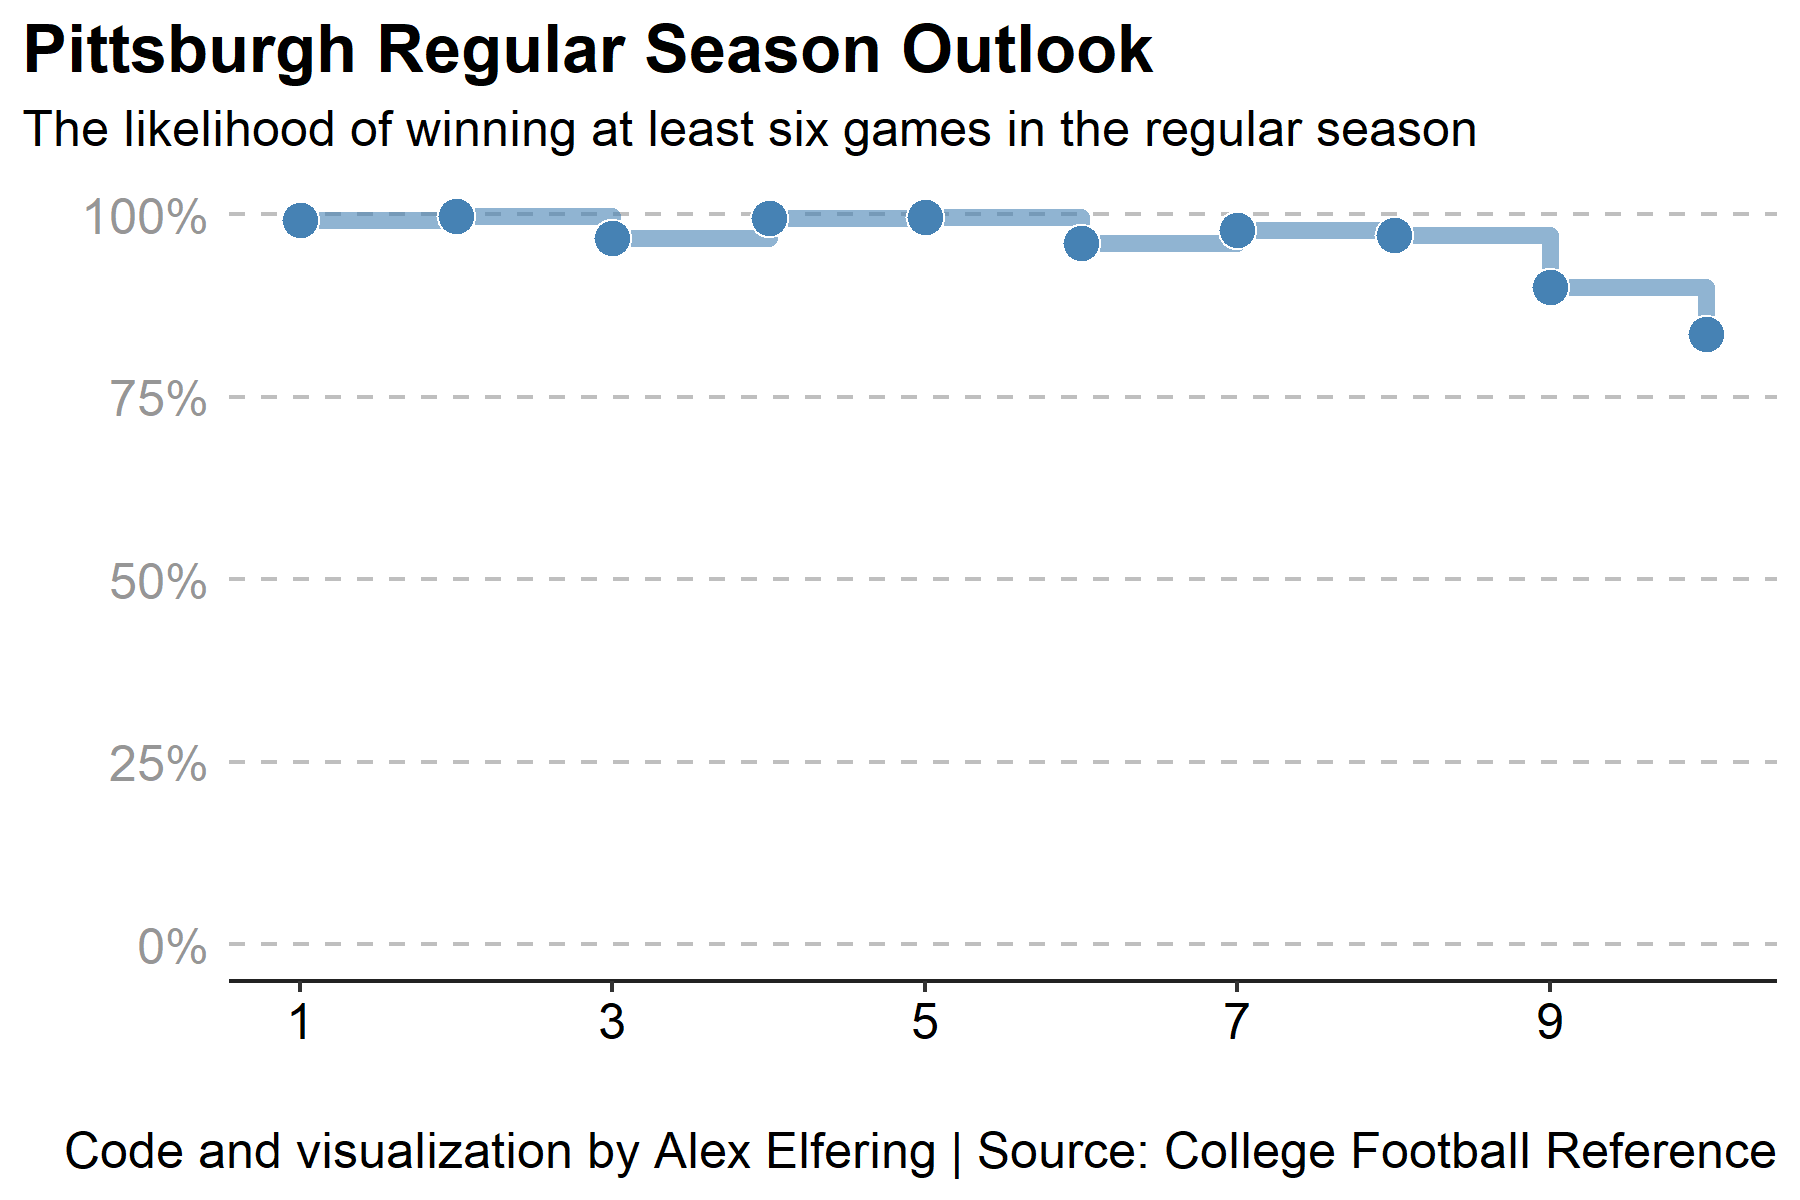 Pittsburgh Regular Season Outlook
The likelihood of winning at least six games in the regular season
100%
75%
50%
25%
0%
1 3 5 7 9
Code and visualization by Alex Elfering | Source: College Football Reference